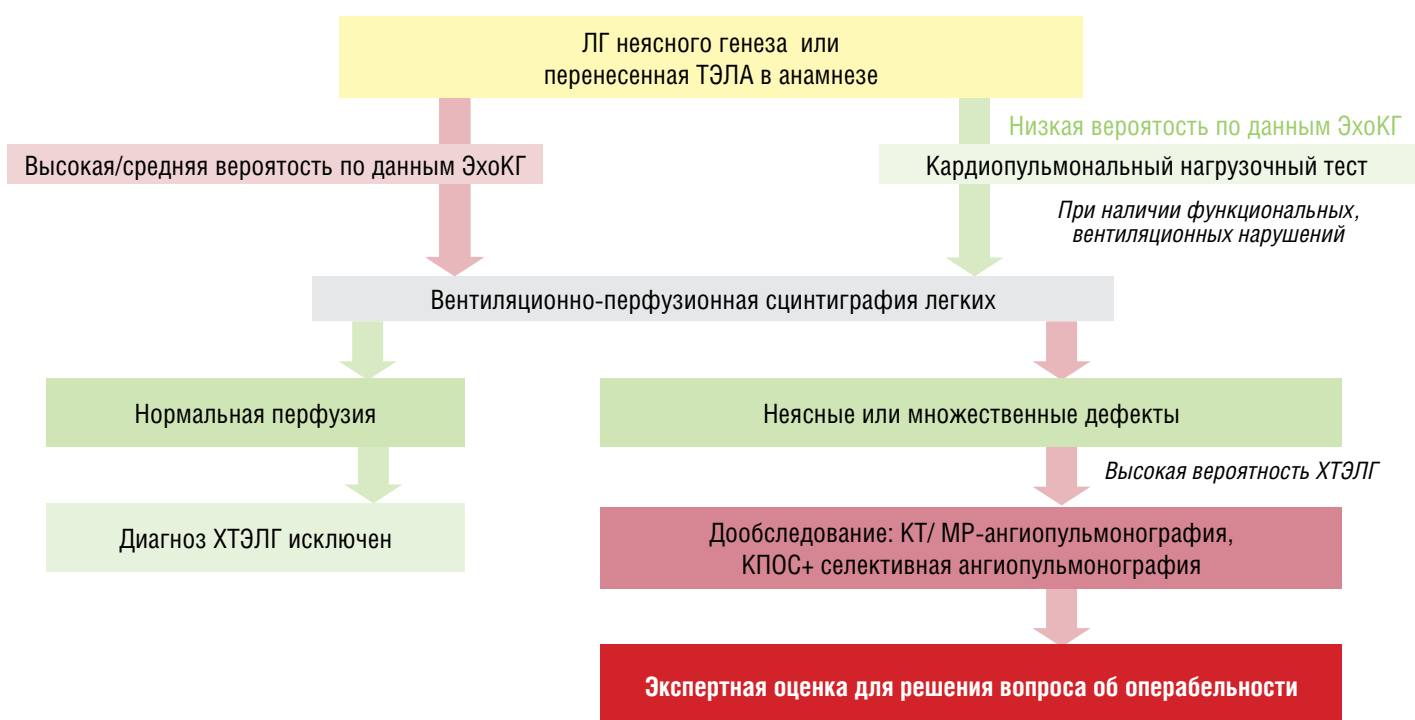 ЛГ неясного генеза или
перенесенная ТЭЛА в анамнезе
Низкая вероятость по данным ЭхоКГ
Высокая/средняя вероятость по данным ЭхоКГ
Кардиопульмональный нагрузочный тест
При наличии функциональных,
вентиляционных нарушений
Вентиляционно-перфузионная сцинтиграфия легких
Нормальная перфузия
Неясные или множественные дефекты
Высокая вероятность ХТЭЛГ
Диагноз ХТЭЛГ исключен
Дообследование: КТ/ МР-ангиопульмонография,
КПОС+ селективная ангиопульмонография
Экспертная оценка для решения вопроса об операбельности